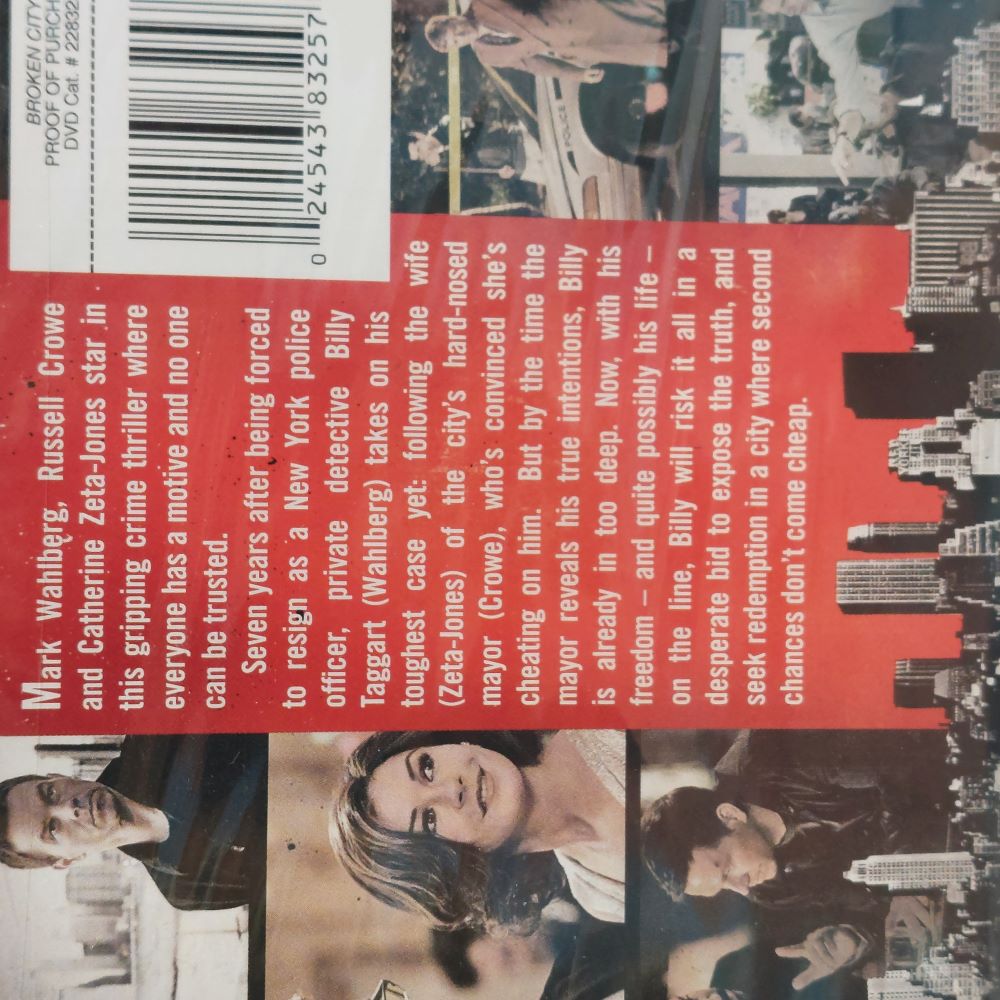 BROKEN CITY
PROOF OF PURCH
DVD Cat. # 22832
0 24543 83257
Mark Wahlberg, Russell Crowe
and Catherine Zeta-Jones star in
this gripping crime thriller where
everyone has a motive and no one
can be trusted.
Seven years after being forced
to resign as a New York police
officer, private detective Billy
Taggart (Wahlberg) takes on his
toughest case yet: following the wife
(Zeta-Jones) of the city's hard-nosed
mayor (Crowe), who's convinced she's
cheating on him. But by the time the
mayor reveals his true intentions, Billy
is already in too deep. Now, with his
freedom – and quite possibly his life –
on the line, Billy will risk it all in a
desperate bid to expose the truth, and
seek redemption in a city where second
chances don't come cheap.
POLICE